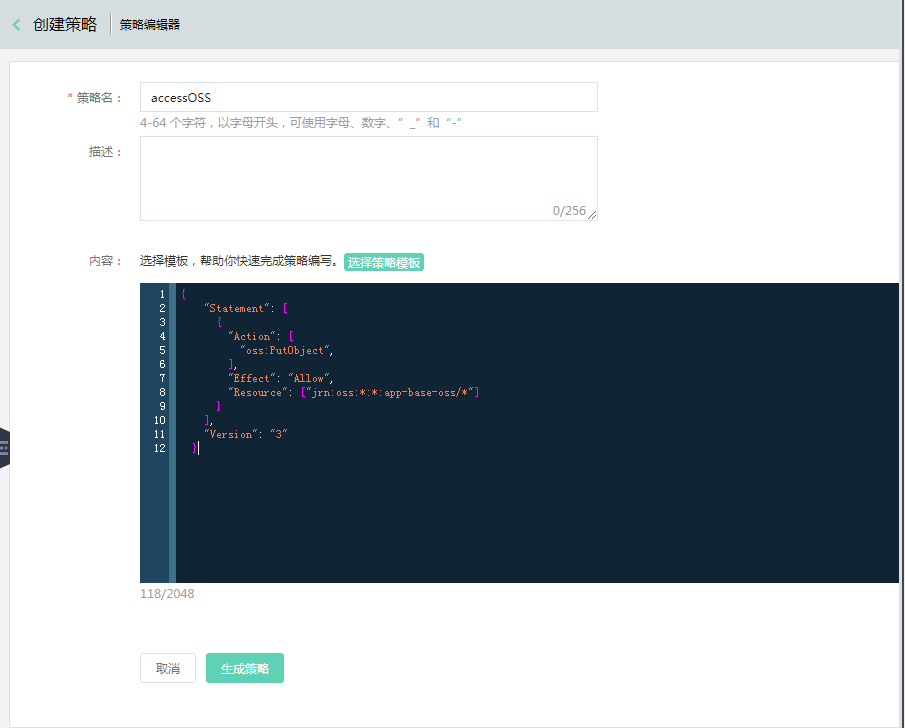 创建策略 策略编辑器
* 策略名： accessOSS
4-64 个字符，以字母开头，可使用字母、数字、”_”和“-”
描述：
0/256
内容： 选择模板，帮助你快速完成策略编写。 选择策略模板
1 {
2 "Statement": [
3 {
4 "Action": [
5 "oss:PutObject",
6 ],
7 "Effect": "Allow",
8 "Resource": ["jrn:oss:*:*:app-base-oss/*"]
9 }
10 ],
11 "Version": "3"
12 }
118/2048
取消 生成策略